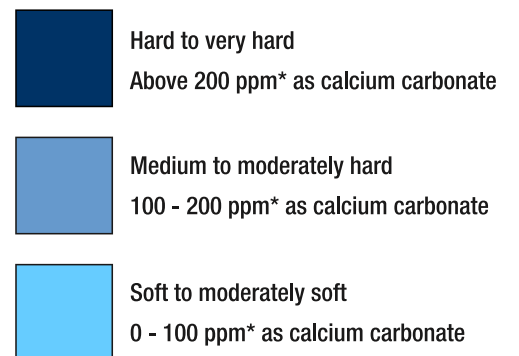 Hard to very hard
Above 200 ppm* as calcium carbonate
Medium to moderately hard
100 - 200 ppm* as calcium carbonate
Soft to moderately soft
0 - 100 ppm* as calcium carbonate